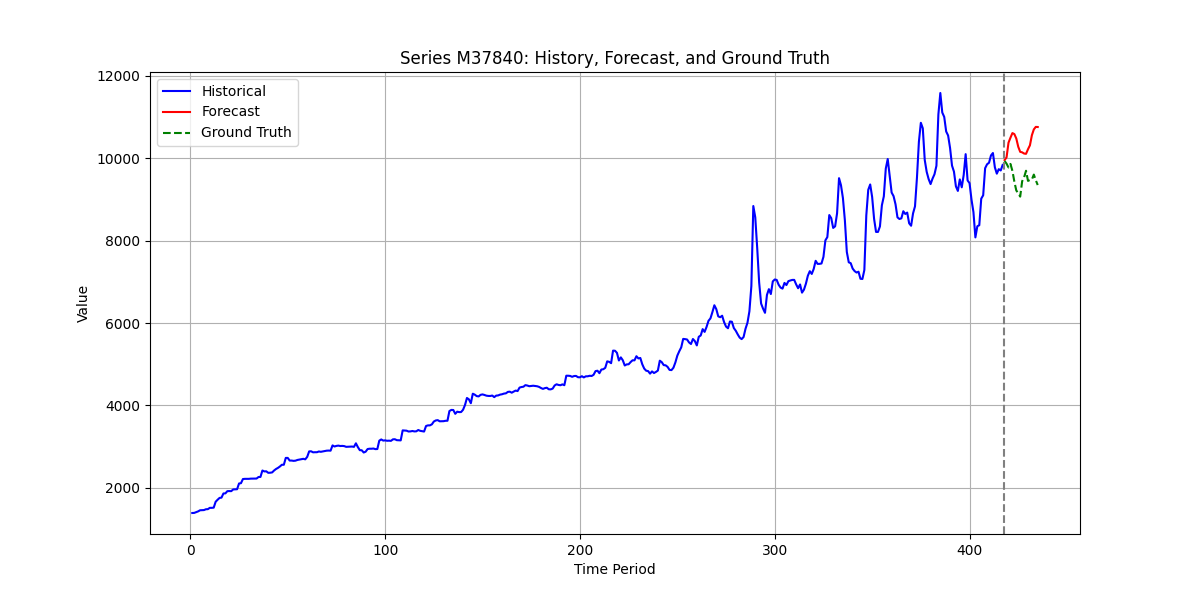 Series M37840: History, Forecast, and Ground Truth
12000
10000
8000
6000
4000
2000
Value
Historical
Forecast
Ground Truth
0
100
200
300
400
Time Period